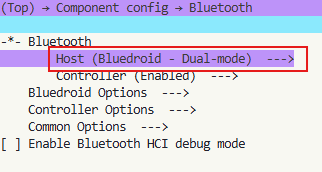 (Top) → Component config → Bluetooth
-*- Bluetooth
Host (Bluedroid - Dual-mode) --->
Controller (Enabled) --->
Bluedroid Options --->
Controller Options --->
Common Options --->
[ ] Enable Bluetooth HCI debug mode